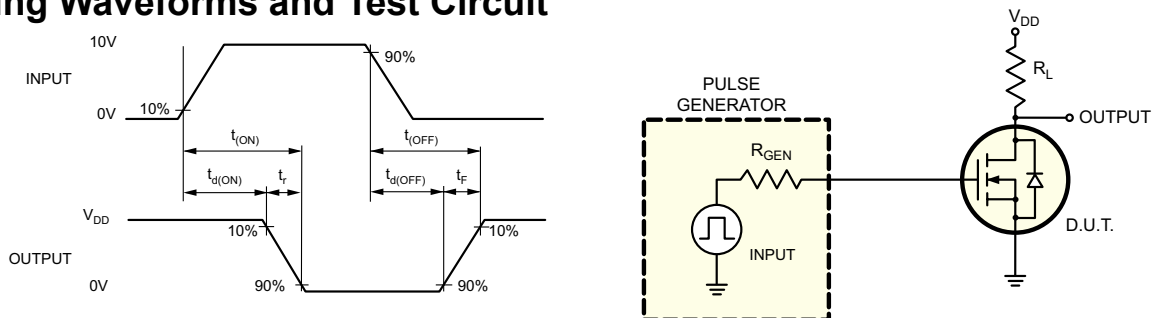 ing Waveforms and Test Circuit
10V
INPUT
0V
10%
90%
t(ON)
t(OFF)
td(ON)
tr
td(OFF)
tF
VDD
OUTPUT
0V
10%
90%
10%
90%
PULSE
GENERATOR
RGEN
INPUT
VDD
RL
OUTPUT
D.U.T.